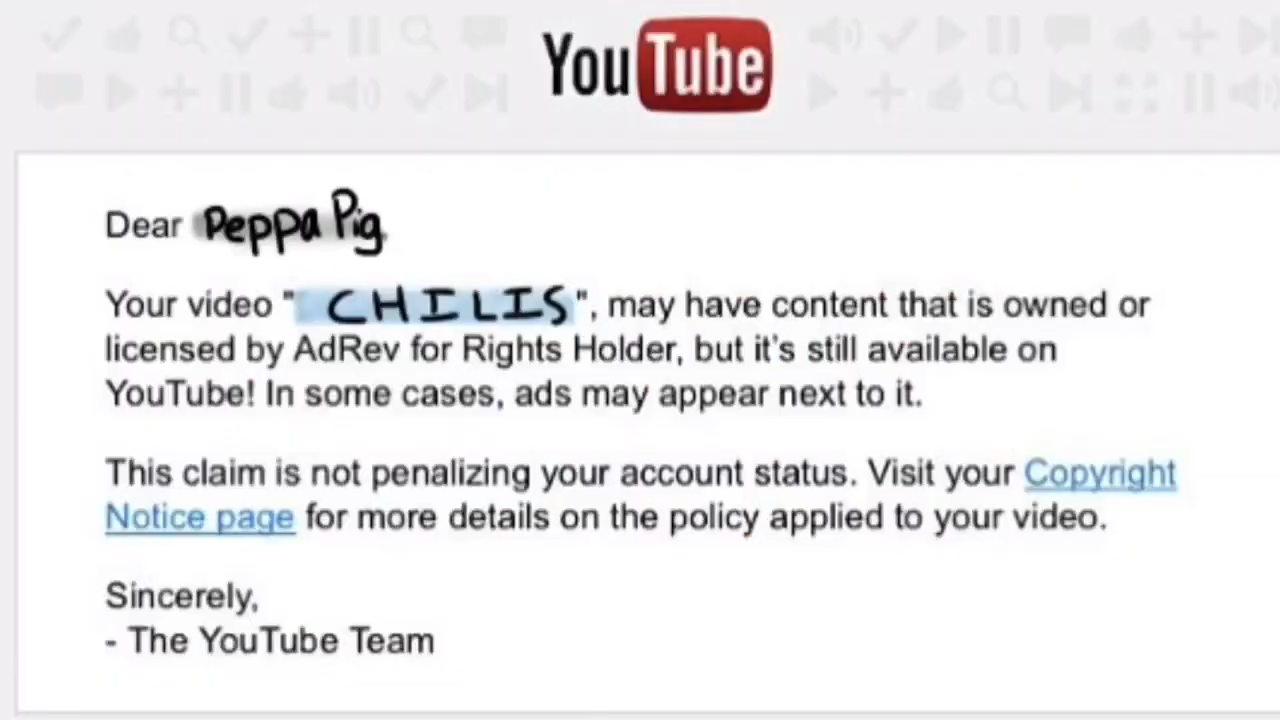 YouTube
Dear Peppa Pig
Your video "CHILIS", may have content that is owned or
licensed by AdRev for Rights Holder, but it's still available on
YouTube! In some cases, ads may appear next to it.
This claim is not penalizing your account status. Visit your Copyright
Notice page for more details on the policy applied to your video.
Sincerely,
- The YouTube Team